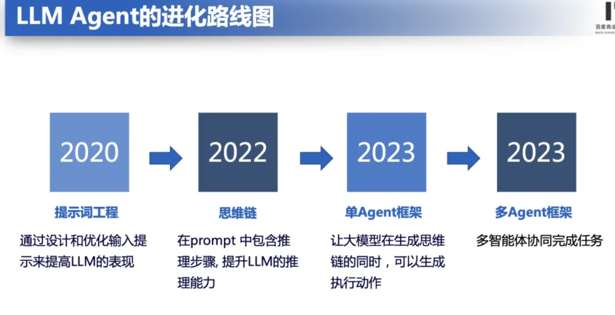 LLM Agent的进化路线图
2020
2022
2023
2023
提示词工程
思维链
单Agent框架
多Agent框架
通过设计和优化输入提
示来提高LLM的表现
在prompt 中包含推
理步骤, 提升LLM的推
理能力
让大模型在生成思维
链的同时，可以生成
执行动作
多智能体协同完成任务